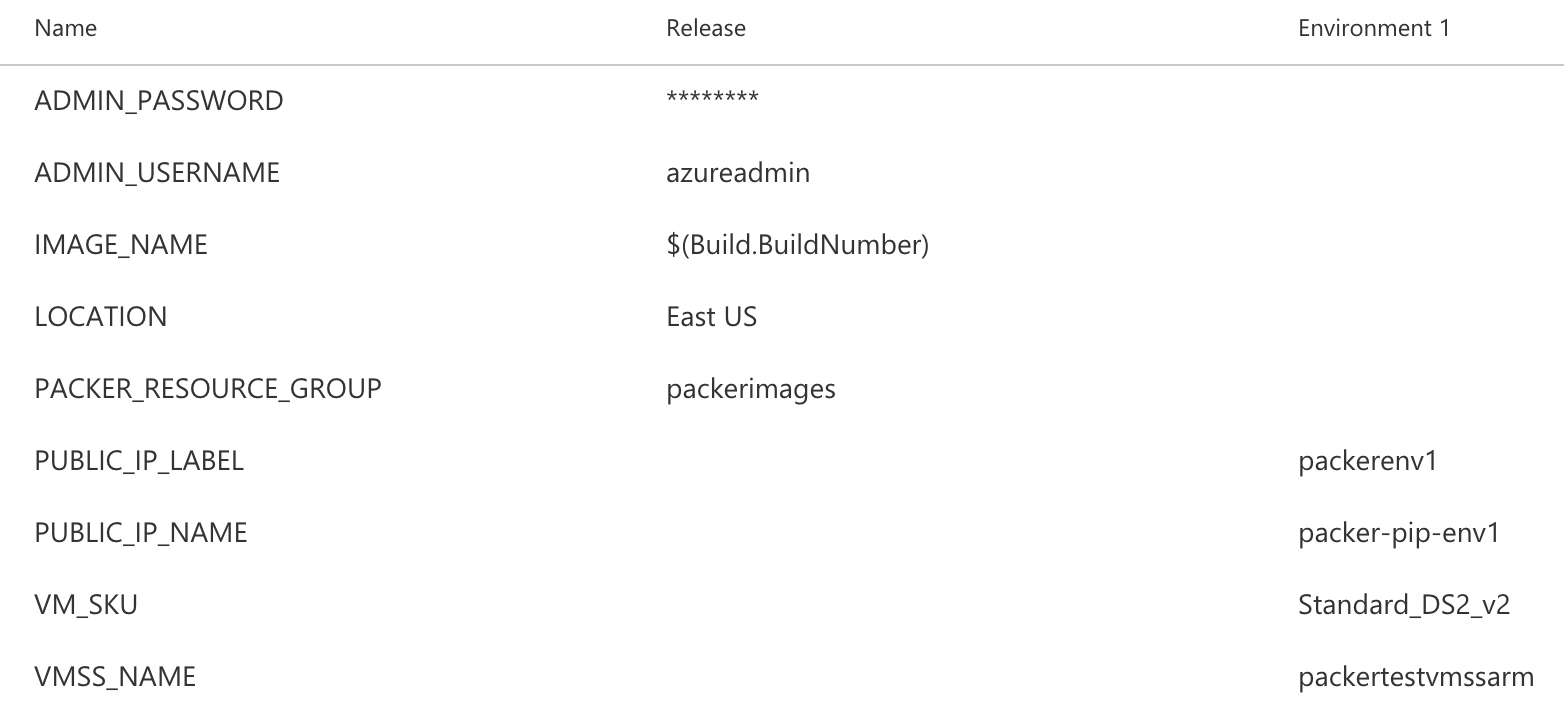 Name Release Environment 1
ADMIN_PASSWORD ********
ADMIN_USERNAME azureadmin
IMAGE_NAME $(Build.BuildNumber)
LOCATION East US
PACKER_RESOURCE_GROUP packerimages
PUBLIC_IP_LABEL packerenv1
PUBLIC_IP_NAME packer-pip-env1
VM_SKU Standard_DS2_v2
VMSS_NAME packertestvmssarm